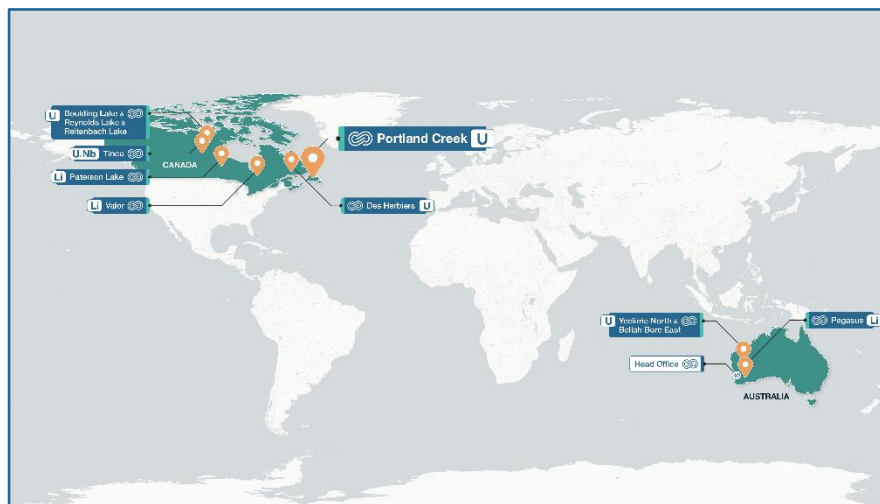 U
Boulding Lake &
Reynolds Lake &
Reitenbach Lake
U.Nb Tinco
Li Paterson Lake
Li Valor
CANADA
Portland Creek U
Des Herbiers U
U
Yeelirrie North &
Bellah Bore East
Pegasus Li
Head Office
AUSTRALIA